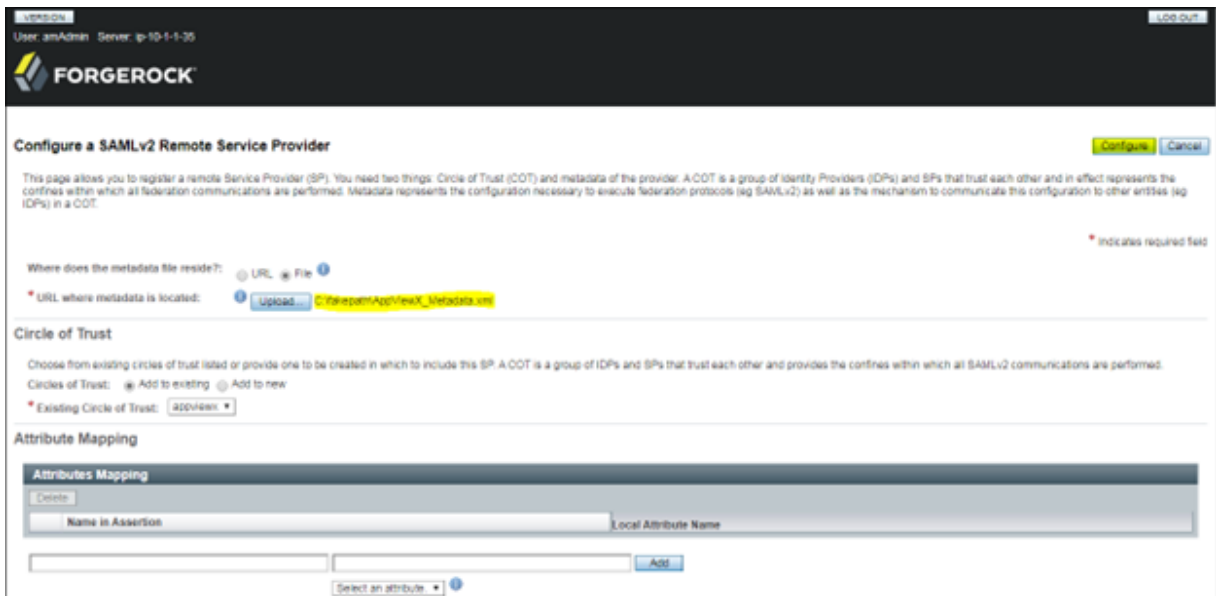 VERSION
LOG OUT
User: amAdmin Server: ip-10-1-1-35
FORGEROCK
Configure a SAMLv2 Remote Service Provider
Configure Cancel
This page allows you to register a remote Service Provider (SP). You need two things: Circle of Trust (COT) and metadata of the provider. A COT is a group of Identity Providers (IDPs) and SPs that trust each other and in effect represents the
confines within which all federation communications are performed. Metadata represents the configuration necessary to execute federation protocols (eg SAMLv2) as well as the mechanism to communicate this configuration to other entities (eg
IDPs) in a COT.
* Indicates required field
Where does the metadata file reside?: URL File
* URL where metadata is located: Upload... C:\fakepath\AppViewX_Metadata.xml
Circle of Trust
Choose from existing circles of trust listed or provide one to be created in which to include this SP. A COT is a group of IDPs and SPs that trust each other and provides the confines within which all SAMLv2 communications are performed.
Circles of Trust: Add to existing Add to new
* Existing Circle of Trust: appviewx
Attribute Mapping
Attributes Mapping
Delete
Name in Assertion Local Attribute Name
Add
Select an attribute.